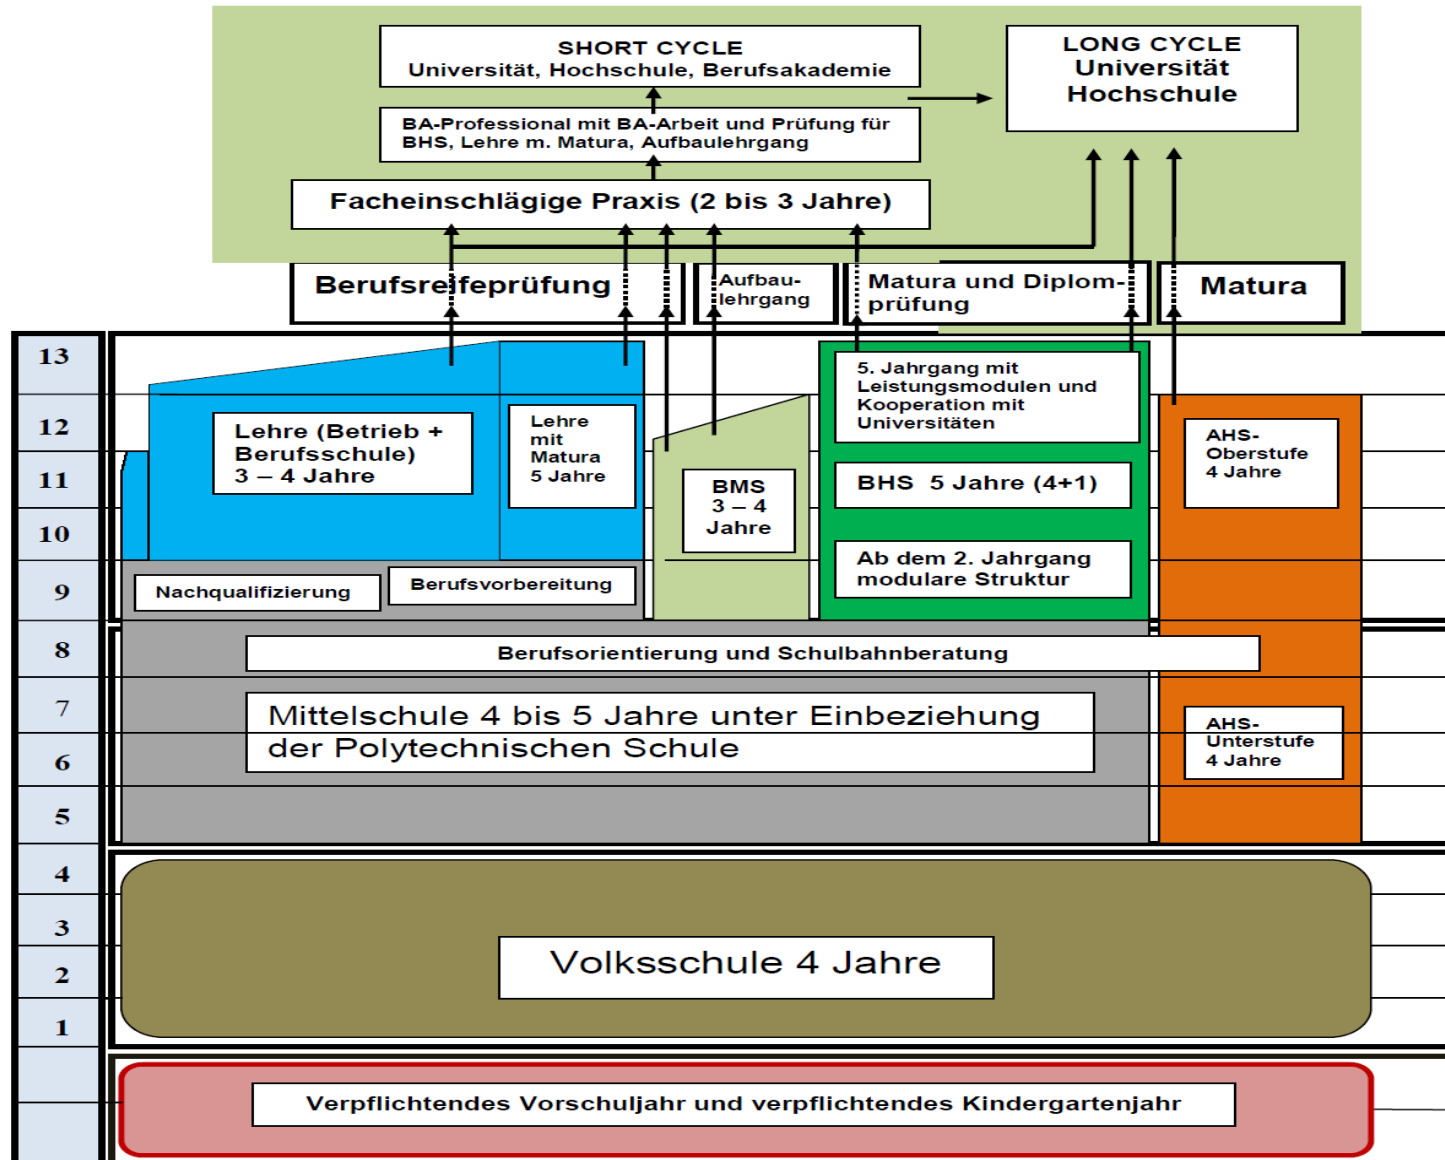 SHORT CYCLE
Universität, Hochschule, Berufsakademie
LONG CYCLE
Universität
Hochschule
BA-Professional mit BA-Arbeit und Prüfung für
BHS, Lehre m. Matura, Aufbaulehrgang
Facheinschlägige Praxis (2 bis 3 Jahre)
Berufsreifeprüfung
Aufbau-
lehrgang
Matura und Diplom-
prüfung
Matura
13
12
11
10
9
8
7
6
5
4
3
2
1
Lehre (Betrieb +
Berufsschule)
3 – 4 Jahre
Lehre
mit
Matura
5 Jahre
BMS
3 – 4
Jahre
5. Jahrgang mit
Leistungsmodulen und
Kooperation mit
Universitäten
BHS 5 Jahre (4+1)
Ab dem 2. Jahrgang
modulare Struktur
AHS-
Oberstufe
4 Jahre
Nachqualifizierung
Berufsvorbereitung
Berufsorientierung und Schulbahnberatung
Mittelschule 4 bis 5 Jahre unter Einbeziehung
der Polytechnischen Schule
AHS-
Unterstufe
4 Jahre
Volksschule 4 Jahre
Verpflichtendes Vorschuljahr und verpflichtendes Kindergartenjahr